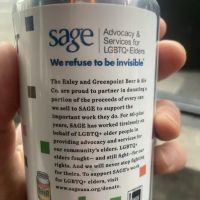 sage
Advocacy &
Services for
LGBTQ+ Elders
We refuse to be invisible
The Exley and Greenpoint Beer & Ale
Co. are proud to partner in donating a
portion of the proceeds of every can
we sell to SAGE to support the
important work they do. For 40-plus
years, SAGE has worked tirelessly on
behalf of LGBTQ+ elder people in
providing advocacy and services for
our community's elders. LGBTQ+
elders fought—and still fight—for our
rights. And we will never stop fighting
for theirs. To support SAGE's work
for LGBTQ+ elders, visit
www.sageusa.org/donate.